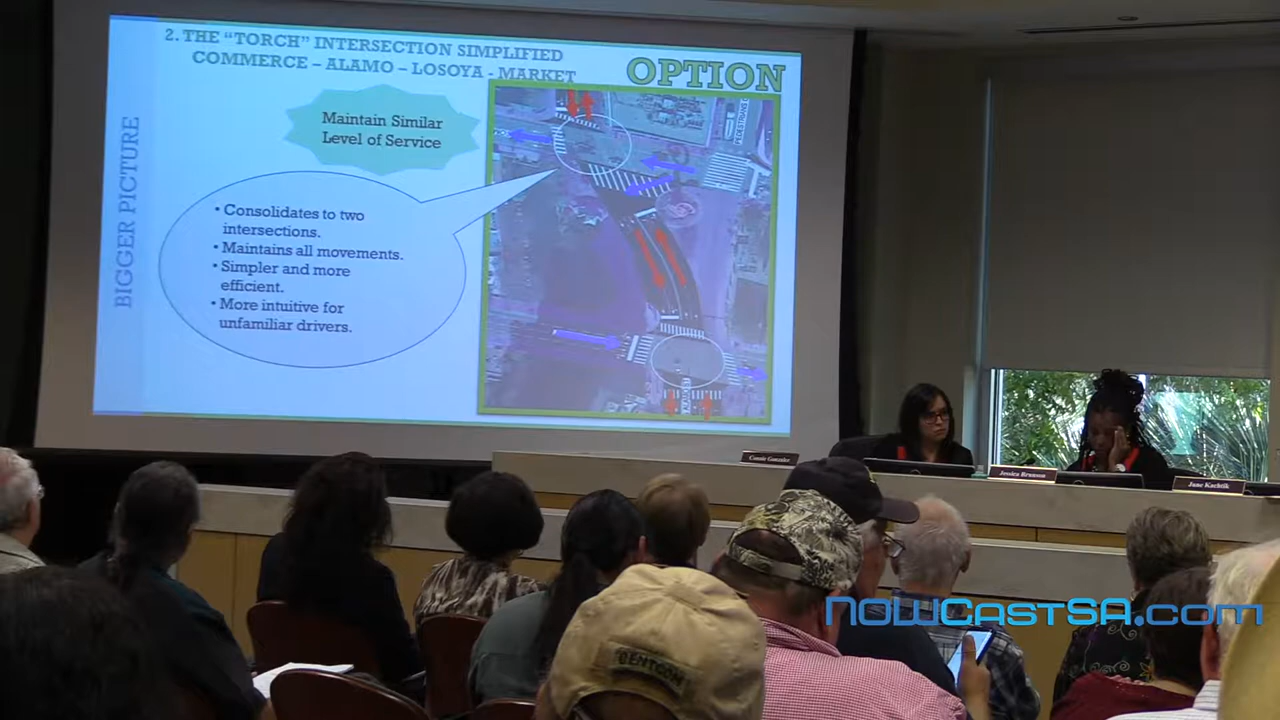 2. THE “TORCH” INTERSECTION SIMPLIFIED
COMMERCE – ALAMO – LOSOYA - MARKET
OPTION
BIGGER PICTURE
Maintain Similar
Level of Service
• Consolidates to two
intersections.
• Maintains all movements.
• Simpler and more
efficient.
• More intuitive for
unfamiliar drivers.
Connie Gonzalez
Jessica Brunson
Jane Kachtik
NOWCastSA.com